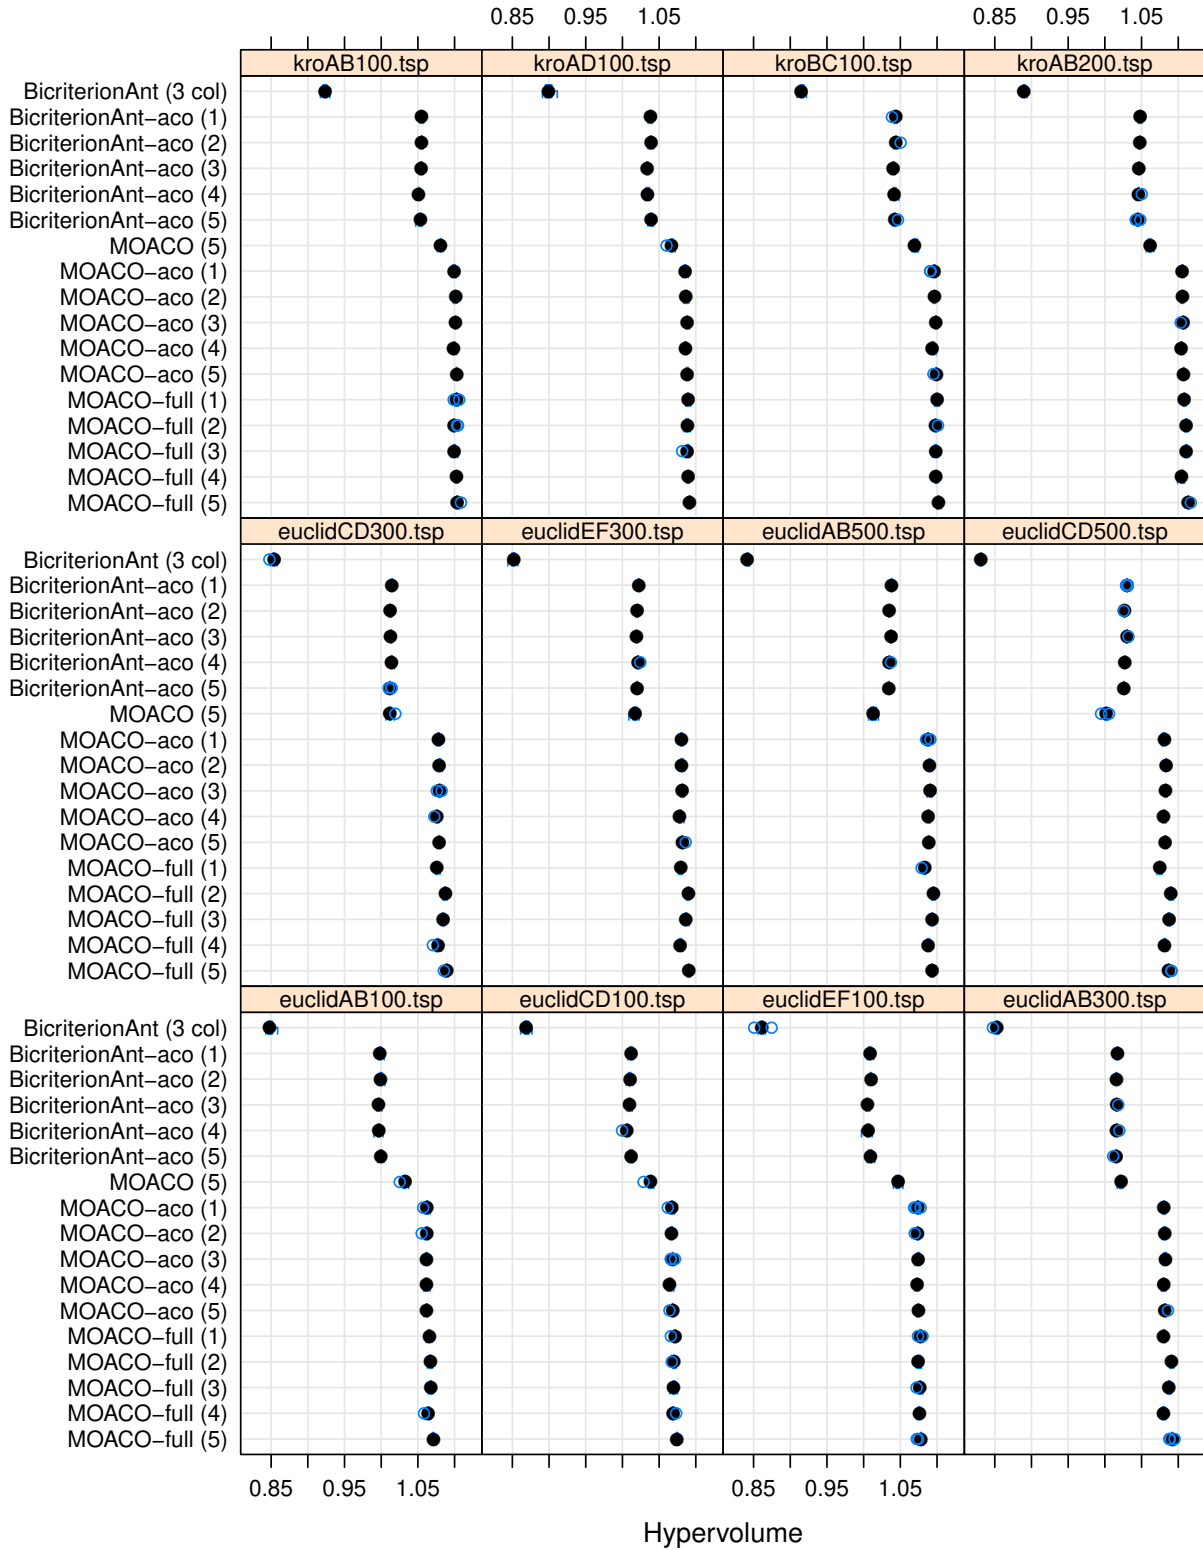 0.85 0.95 1.05 0.85 0.95 1.05
kroAB100.tsp kroAD100.tsp kroBC100.tsp kroAB200.tsp
BicriterionAnt (3 col)
BicriterionAnt−aco (1)
BicriterionAnt−aco (2)
BicriterionAnt−aco (3)
BicriterionAnt−aco (4)
BicriterionAnt−aco (5)
MOACO (5)
MOACO−aco (1)
MOACO−aco (2)
MOACO−aco (3)
MOACO−aco (4)
MOACO−aco (5)
MOACO−full (1)
MOACO−full (2)
MOACO−full (3)
MOACO−full (4)
MOACO−full (5)
euclidCD300.tsp euclidEF300.tsp euclidAB500.tsp euclidCD500.tsp
BicriterionAnt (3 col)
BicriterionAnt−aco (1)
BicriterionAnt−aco (2)
BicriterionAnt−aco (3)
BicriterionAnt−aco (4)
BicriterionAnt−aco (5)
MOACO (5)
MOACO−aco (1)
MOACO−aco (2)
MOACO−aco (3)
MOACO−aco (4)
MOACO−aco (5)
MOACO−full (1)
MOACO−full (2)
MOACO−full (3)
MOACO−full (4)
MOACO−full (5)
euclidAB100.tsp euclidCD100.tsp euclidEF100.tsp euclidAB300.tsp
BicriterionAnt (3 col)
BicriterionAnt−aco (1)
BicriterionAnt−aco (2)
BicriterionAnt−aco (3)
BicriterionAnt−aco (4)
BicriterionAnt−aco (5)
MOACO (5)
MOACO−aco (1)
MOACO−aco (2)
MOACO−aco (3)
MOACO−aco (4)
MOACO−aco (5)
MOACO−full (1)
MOACO−full (2)
MOACO−full (3)
MOACO−full (4)
MOACO−full (5)
0.85 0.95 1.05 0.85 0.95 1.05
Hypervolume